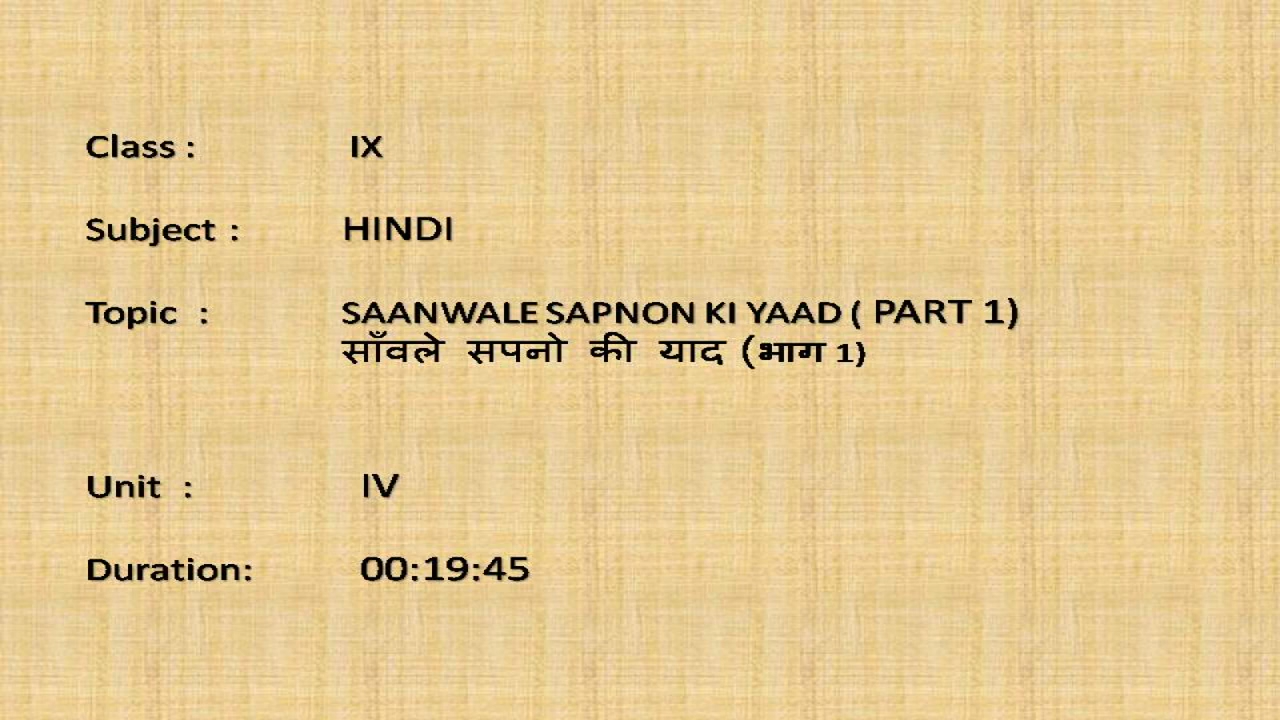 Class : IX
Subject : HINDI
Topic : SAANWALE SAPNON KI YAAD ( PART 1)
साँवले सपनो की याद (भाग 1)
Unit : IV
Duration: 00:19:45